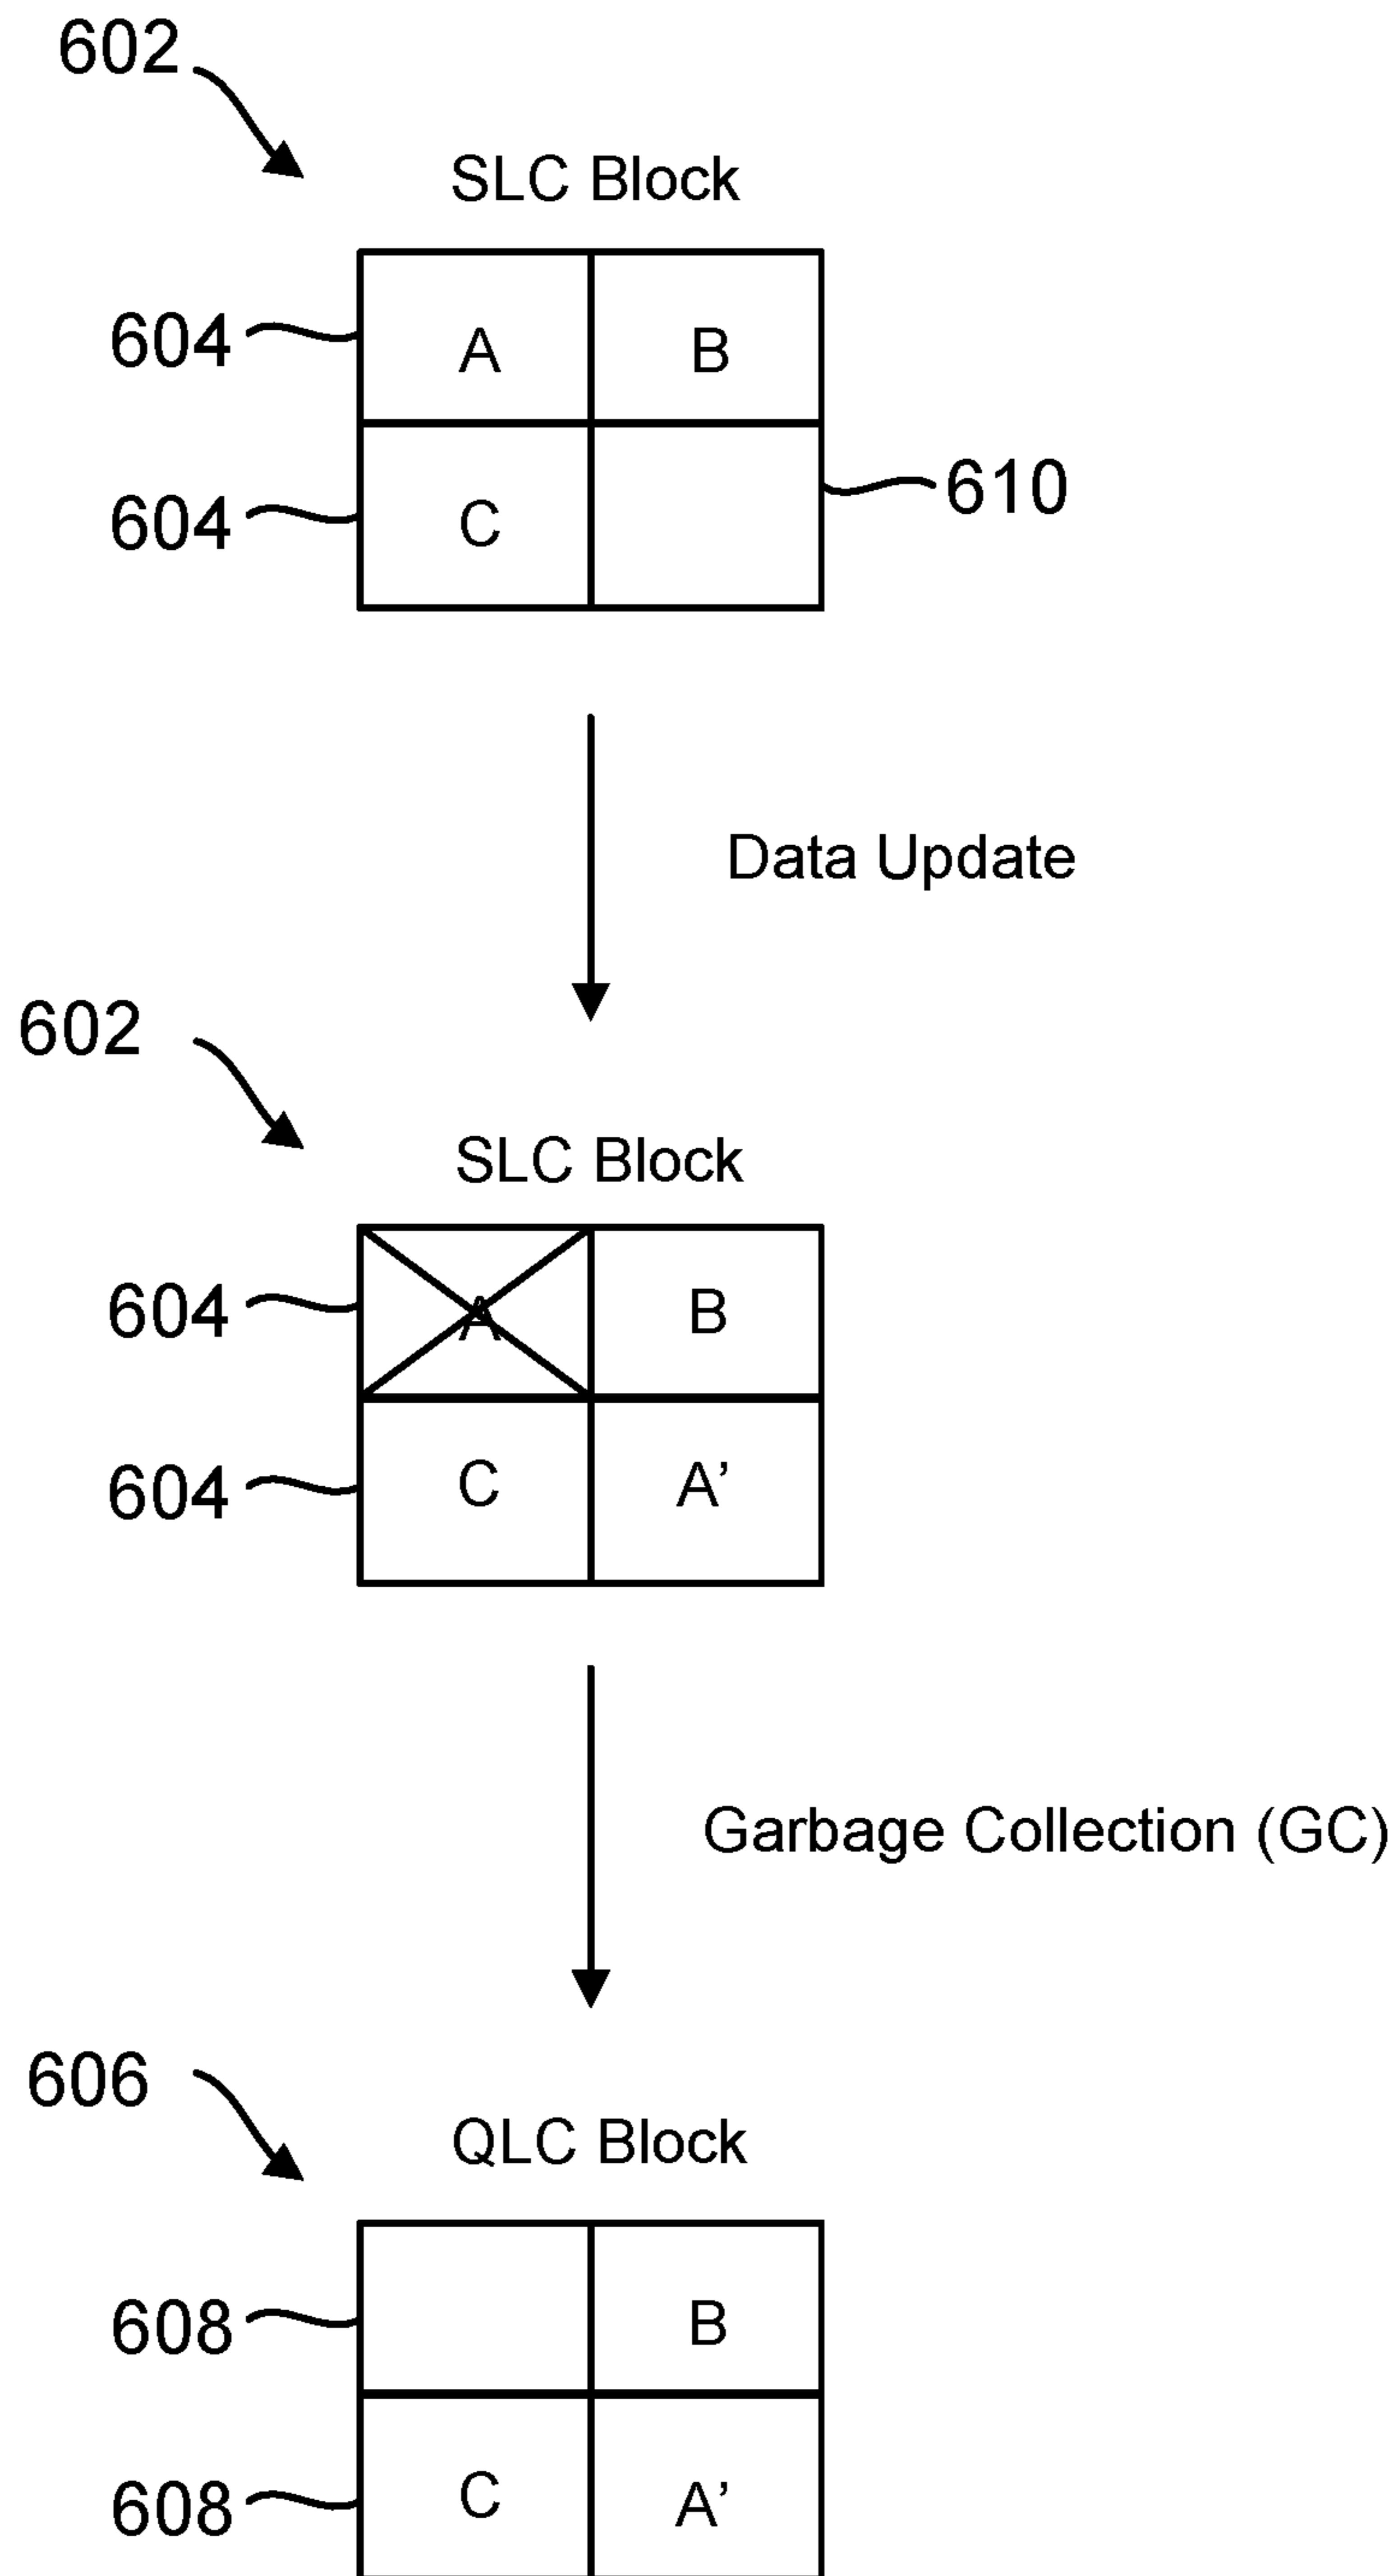 602
SLC Block
604 A B
604 C 610
Data Update
602
SLC Block
604 A B
604 C A’
Garbage Collection (GC)
606
QLC Block
608 B
608 C A’